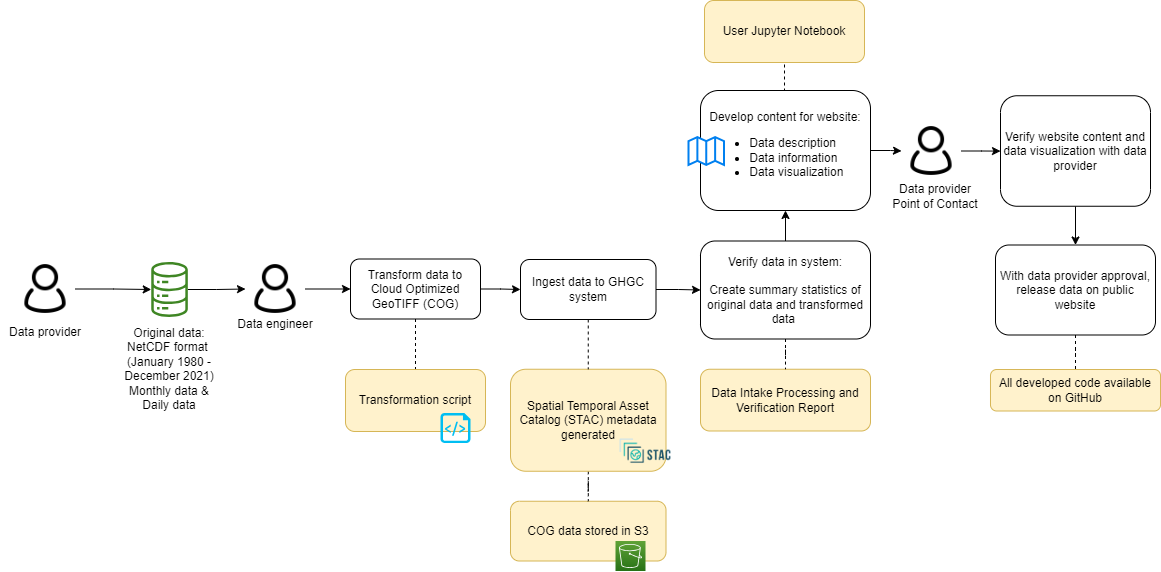 User Jupyter Notebook
Develop content for website:
Data description
Data information
Data visualization
Data provider
Point of Contact
Verify website content and
data visualization with data
provider
Data provider
Original data:
NetCDF format
(January 1980 -
December 2021)
Monthly data &
Daily data
Data engineer
Transform data to
Cloud Optimized
GeoTIFF (COG)
Ingest data to GHGC
system
Verify data in system:
Create summary statistics of
original data and transformed
data
With data provider approval,
release data on public
website
Transformation script
</>
Spatial Temporal Asset
Catalog (STAC) metadata
generated
STAC
COG data stored in S3
Data Intake Processing and
Verification Report
All developed code available
on GitHub